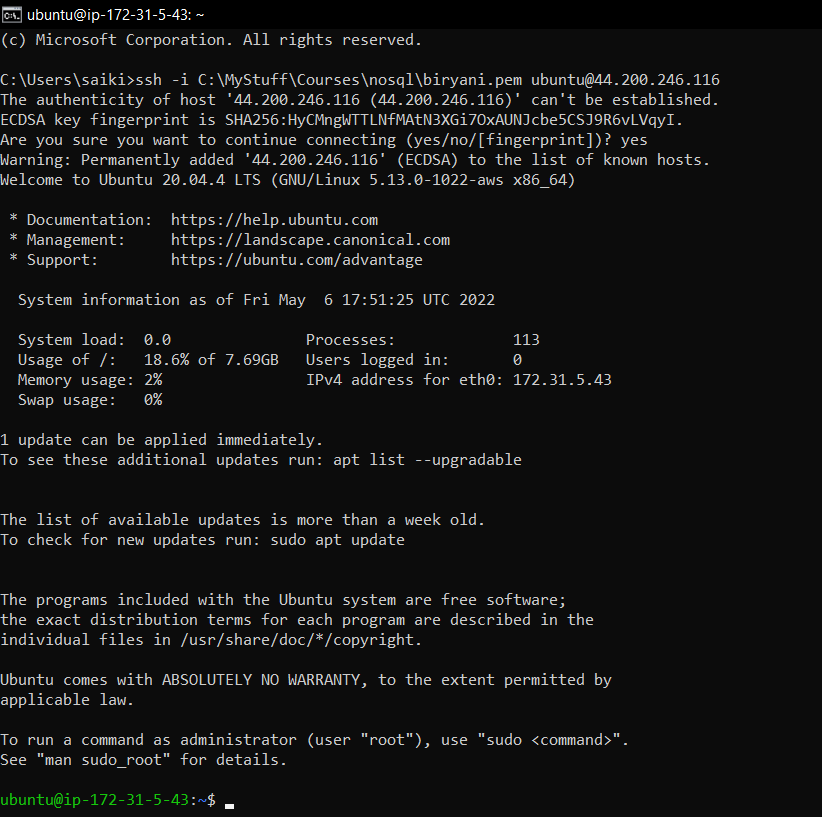 ubuntu@ip-172-31-5-43: ~
(c) Microsoft Corporation. All rights reserved.
C:\Users\saiki>ssh -i C:\MyStuff\Courses\nosql\biryani.pem ubuntu@44.200.246.116
The authenticity of host '44.200.246.116 (44.200.246.116)' can't be established.
ECDSA key fingerprint is SHA256:HyCMngWTTLNfMAtN3XGi7OxAUNJcbe5CSJ9R6vLVqyI.
Are you sure you want to continue connecting (yes/no/[fingerprint])? yes
Warning: Permanently added '44.200.246.116' (ECDSA) to the list of known hosts.
Welcome to Ubuntu 20.04.4 LTS (GNU/Linux 5.13.0-1022-aws x86_64)
 * Documentation:  https://help.ubuntu.com
 * Management:     https://landscape.canonical.com
 * Support:        https://ubuntu.com/advantage
  System information as of Fri May  6 17:51:25 UTC 2022
  System load:  0.0               Processes:             113
  Usage of /:   18.6% of 7.69GB   Users logged in:       0
  Memory usage: 2%                IPv4 address for eth0: 172.31.5.43
  Swap usage:   0%
1 update can be applied immediately.
To see these additional updates run: apt list --upgradable
The list of available updates is more than a week old.
To check for new updates run: sudo apt update
The programs included with the Ubuntu system are free software;
the exact distribution terms for each program are described in the
individual files in /usr/share/doc/*/copyright.
Ubuntu comes with ABSOLUTELY NO WARRANTY, to the extent permitted by
applicable law.
To run a command as administrator (user "root"), use "sudo <command>".
See "man sudo_root" for details.
ubuntu@ip-172-31-5-43:~$